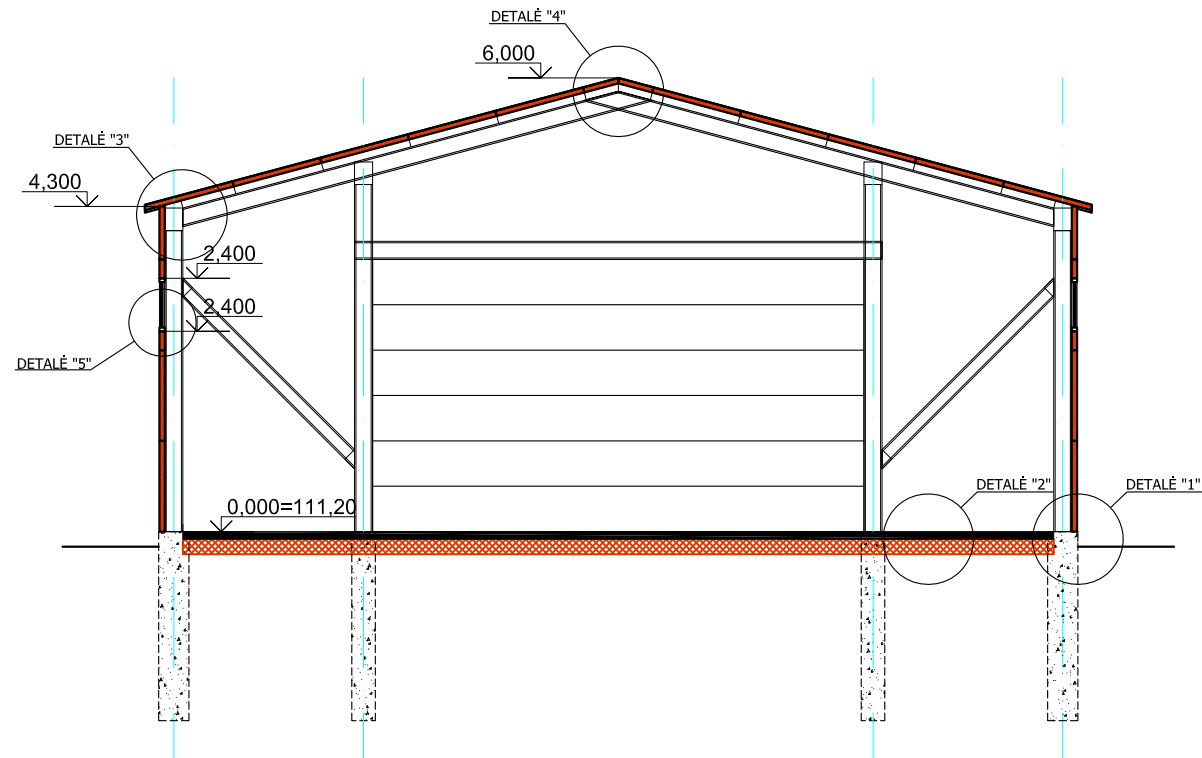 DETALĖ "4"
6,000
DETALĖ "3"
4,300
2,400
2,400
DETALĖ "5"
0,000=111,20
DETALĖ "2"
DETALĖ "1"